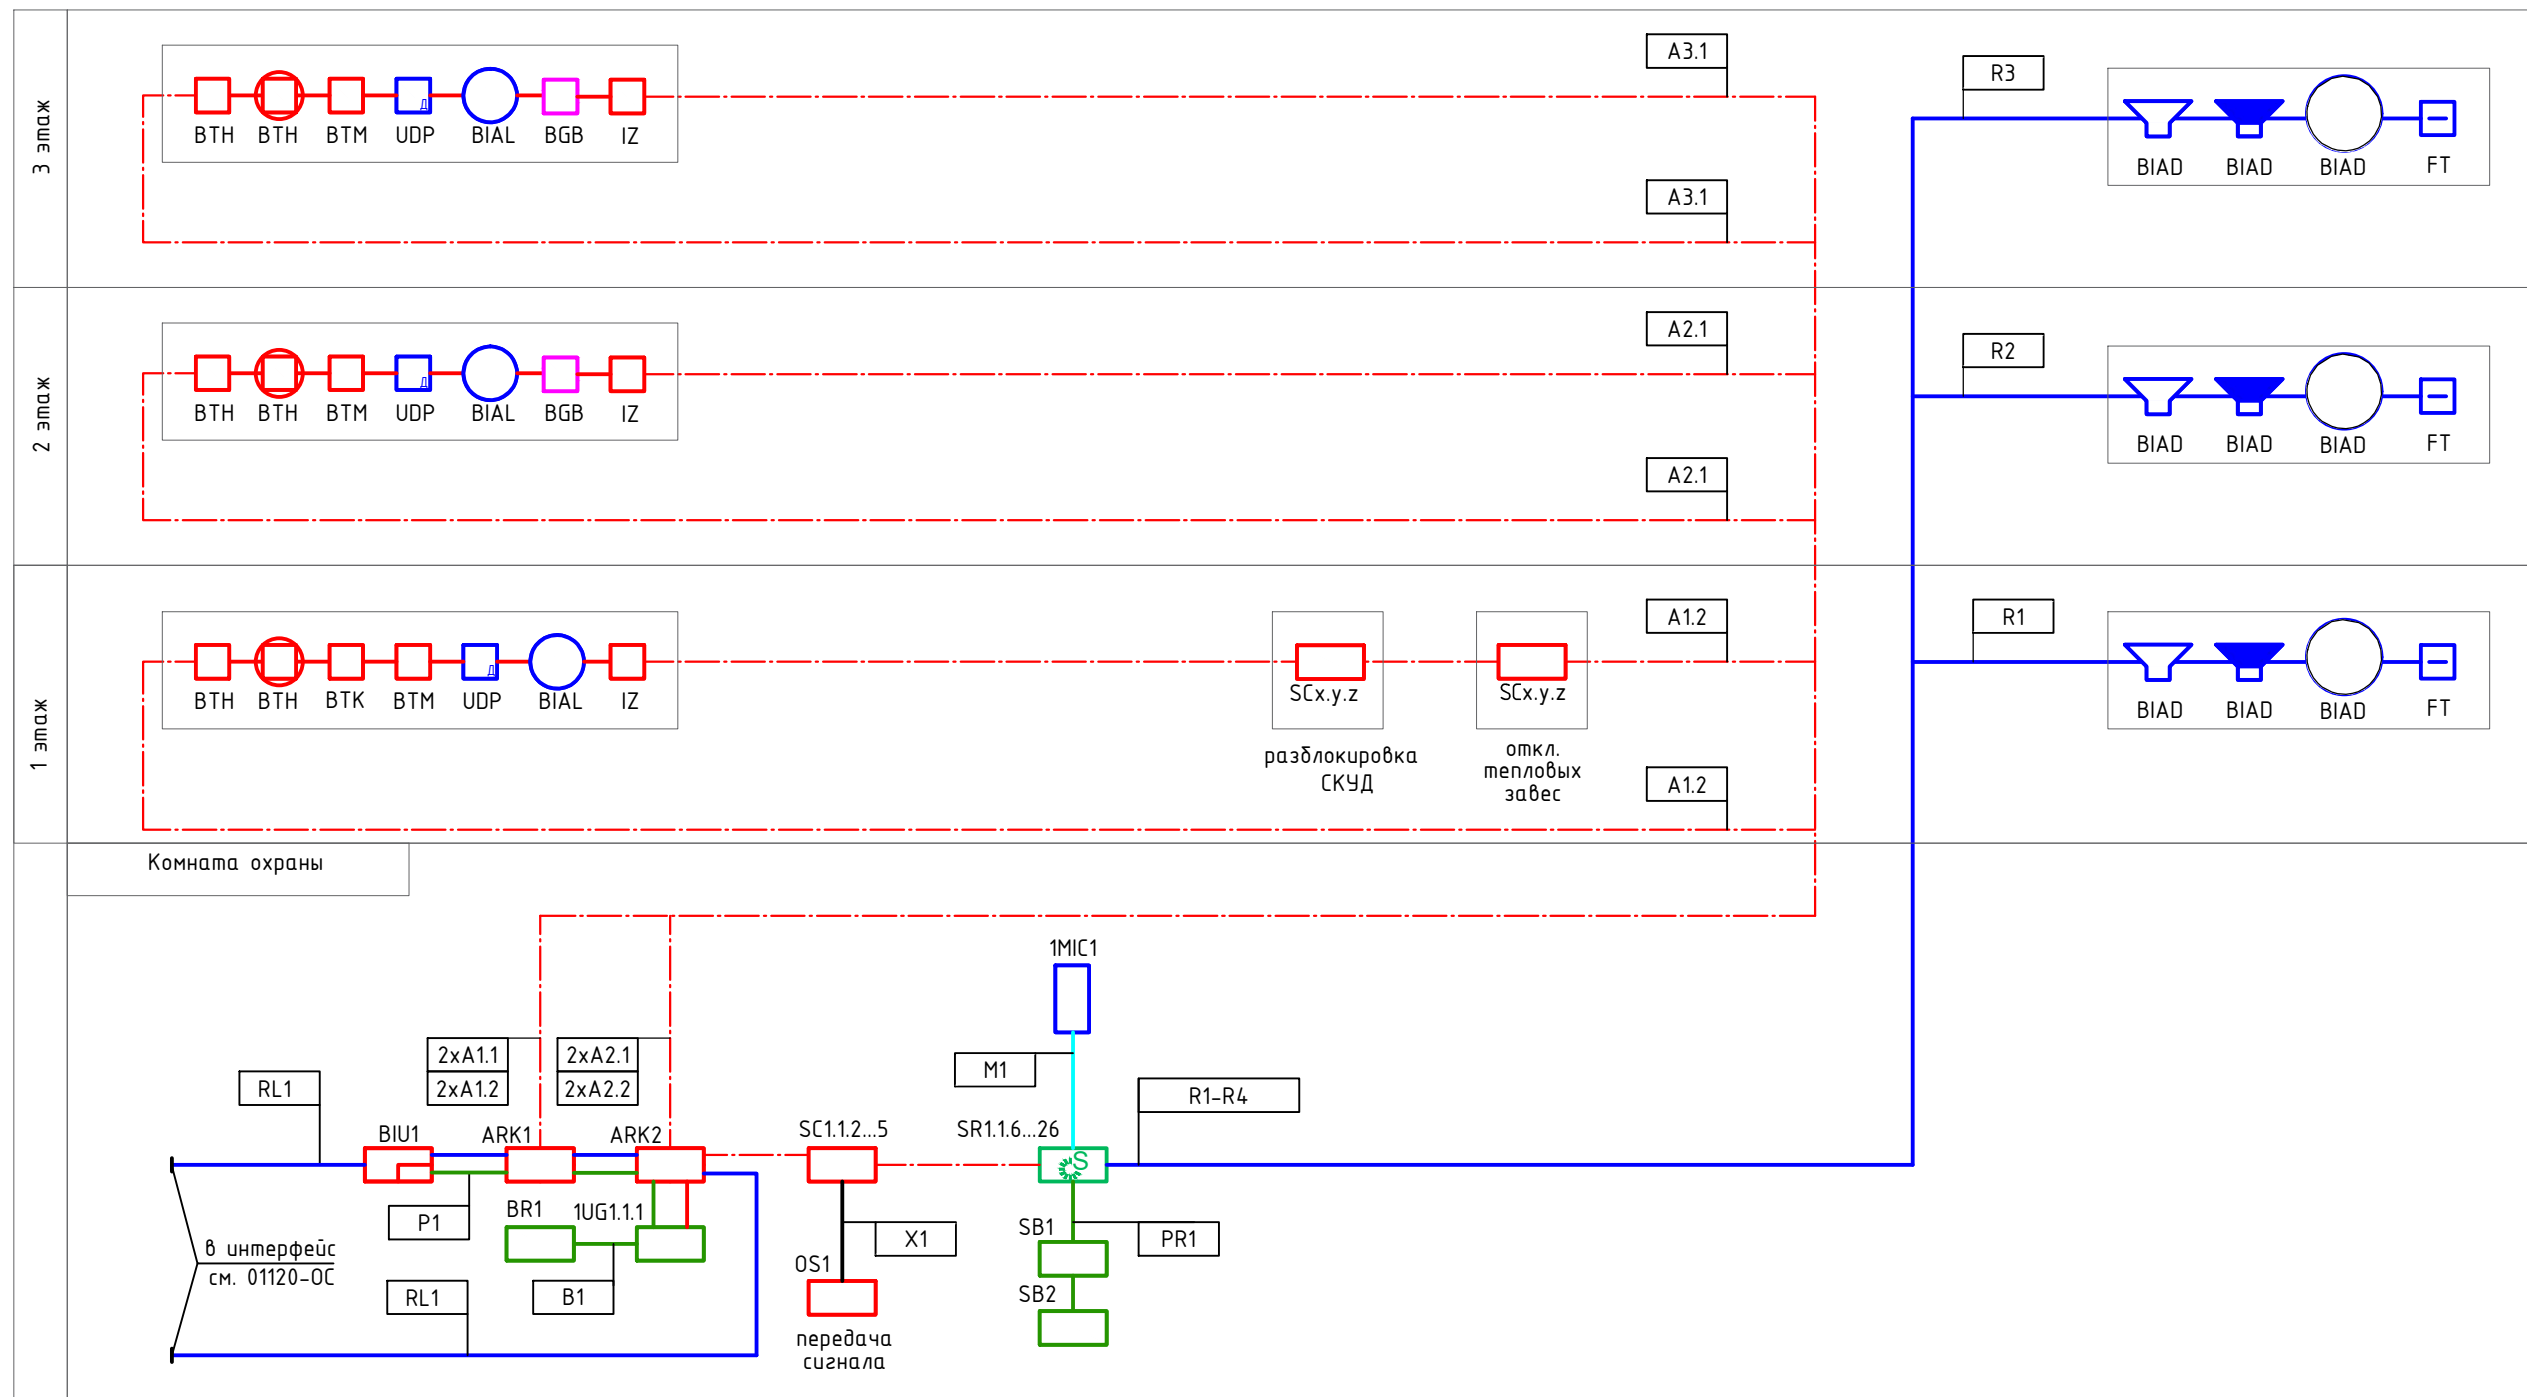 3 этаж
A3.1
R3
BTH BTH BTM UDP BIAL BGB IZ
Д
BIAD BIAD BIAD FT
A3.1
2 этаж
A2.1
R2
BTH BTH BTM UDP BIAL BGB IZ
Д
BIAD BIAD BIAD FT
A2.1
1 этаж
A1.2
R1
BTH BTH BTK BTM UDP BIAL IZ
Д
SCx.y.z
SCx.y.z
BIAD BIAD BIAD FT
разблокировка
СКУД
откл.
тепловых
завес
A1.2
Комната охраны
1MIC1
2xA1.1
2xA1.2
2xA2.1
2xA2.2
M1
RL1
R1-R4
BIU1
ARK1
ARK2
SC1.1.2...5
SR1.1.6...26
S
P1
BR1
1UG1.1.1
X1
SB1
PR1
в интерфейс
см. 01120-ОС
RL1
B1
OS1
SB2
передача
сигнала